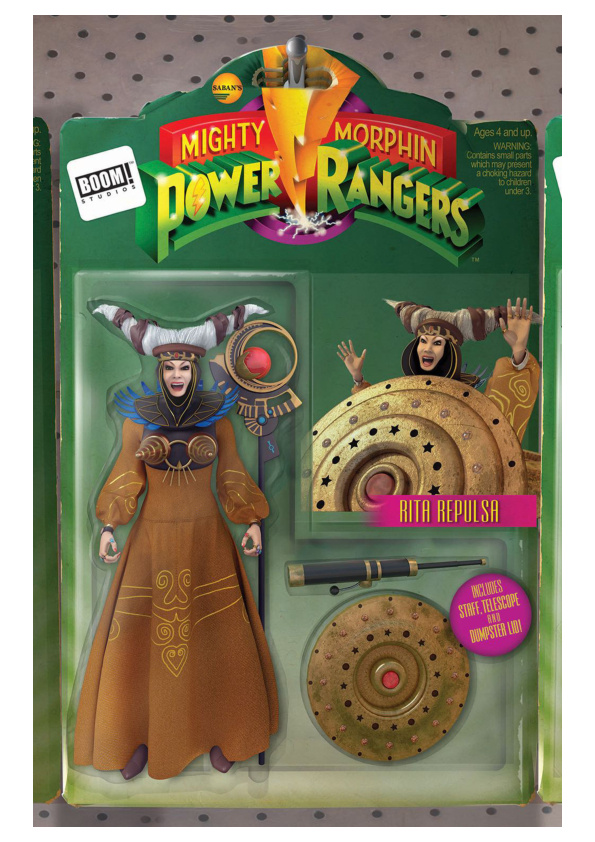 SABAN'S
MIGHTY MORPHIN
POWER RANGERS
TM
BOOM!
STUDIOS
Ages 4 and up.
WARNING:
Contains small parts
which may present
a choking hazard
to children
under 3.
RITA REPULSA
INCLUDES
STAFF, TELESCOPE
AND
DUMPSTER LID!